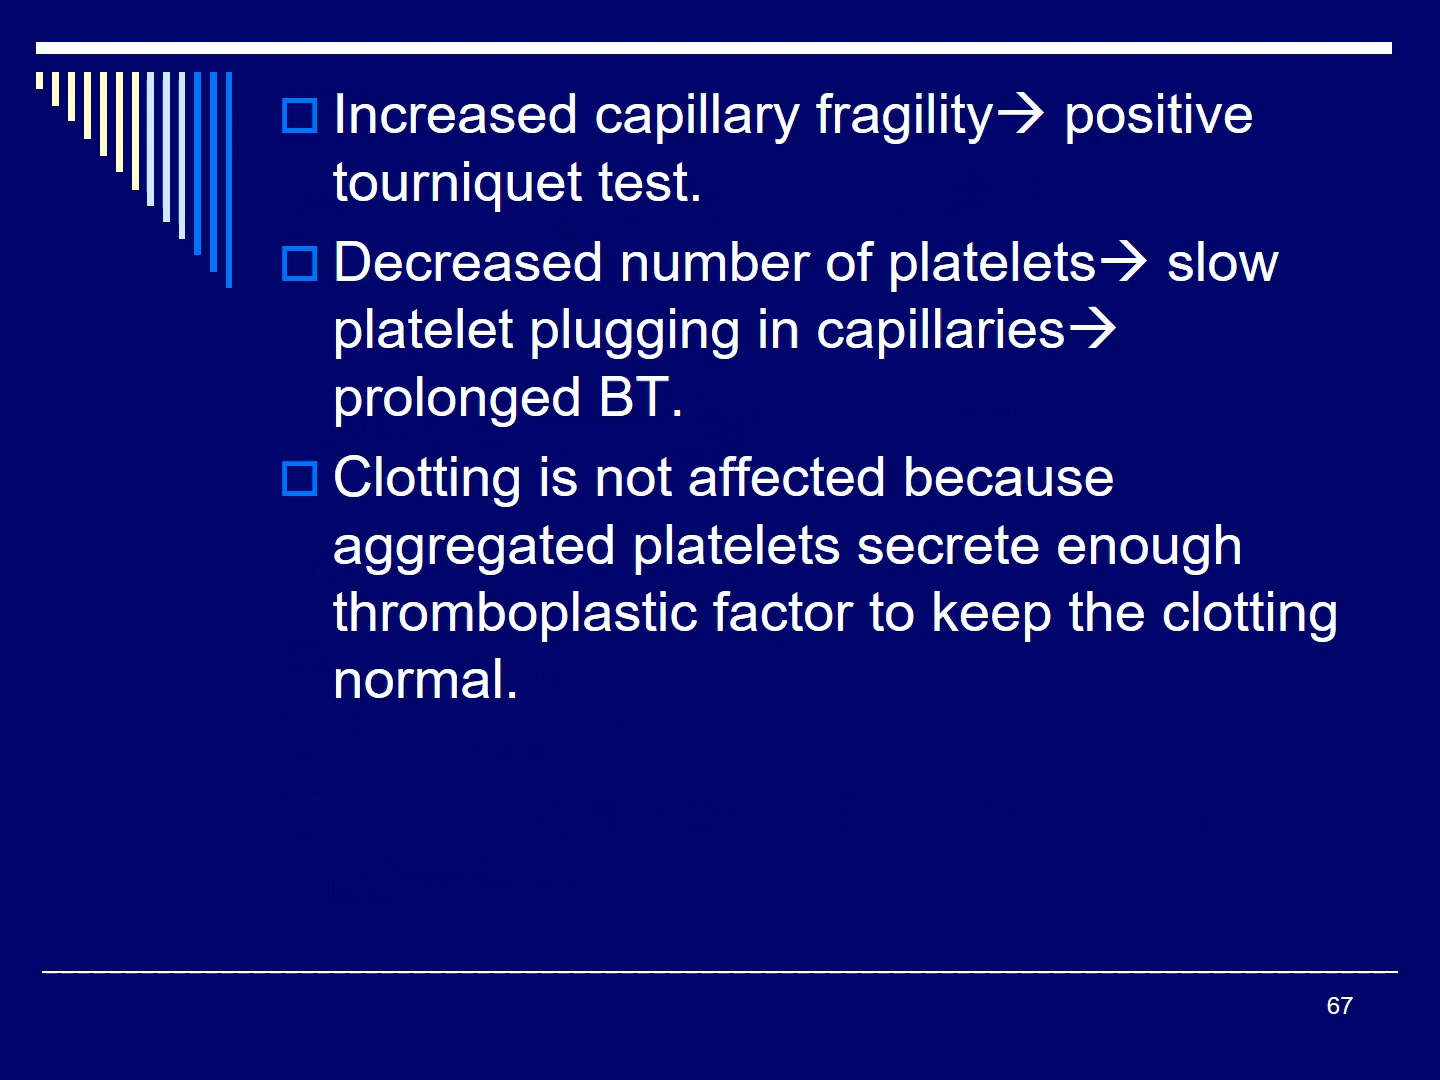 Increased capillary fragility→ positive
tourniquet test.
Decreased number of platelets→ slow
platelet plugging in capillaries→
prolonged BT.
Clotting is not affected because
aggregated platelets secrete enough
thromboplastic factor to keep the clotting
normal.
67